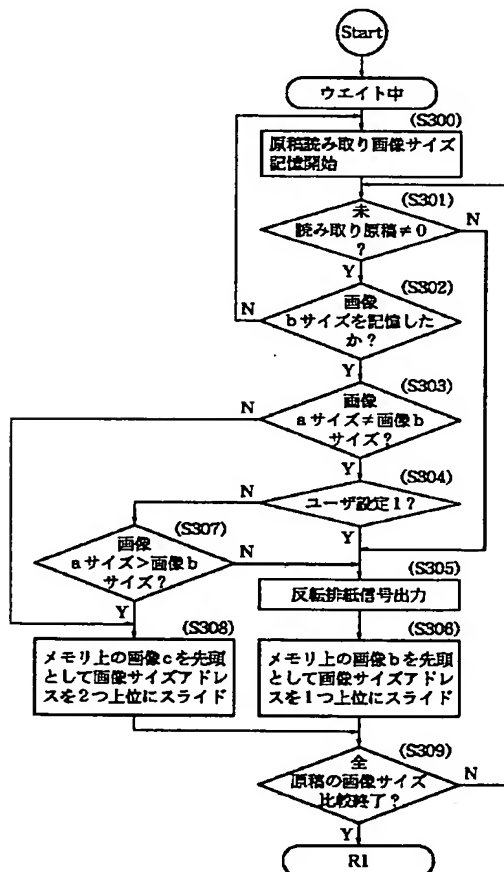 Start
ウエイト中
(S300)
原稿読み取り画像サイズ
記憶開始
(S301)
未
読み取り原稿≠0
?
N
Y
(S302)
画像
bサイズを記憶した
か?
N
Y
(S303)
画像
aサイズ≠画像b
サイズ?
N
Y
(S304)
ユーザ設定1?
N
Y
(S307)
画像
aサイズ>画像b
サイズ?
N
Y
(S305)
反転排紙信号出力
(S308)
メモリ上の画像cを先頭
として画像サイズアドレ
スを2つ上位にスライド
(S306)
メモリ上の画像bを先頭
として画像サイズアドレ
スを1つ上位にスライド
(S309)
全
原稿の画像サイズ
比較終了?
N
Y
R1